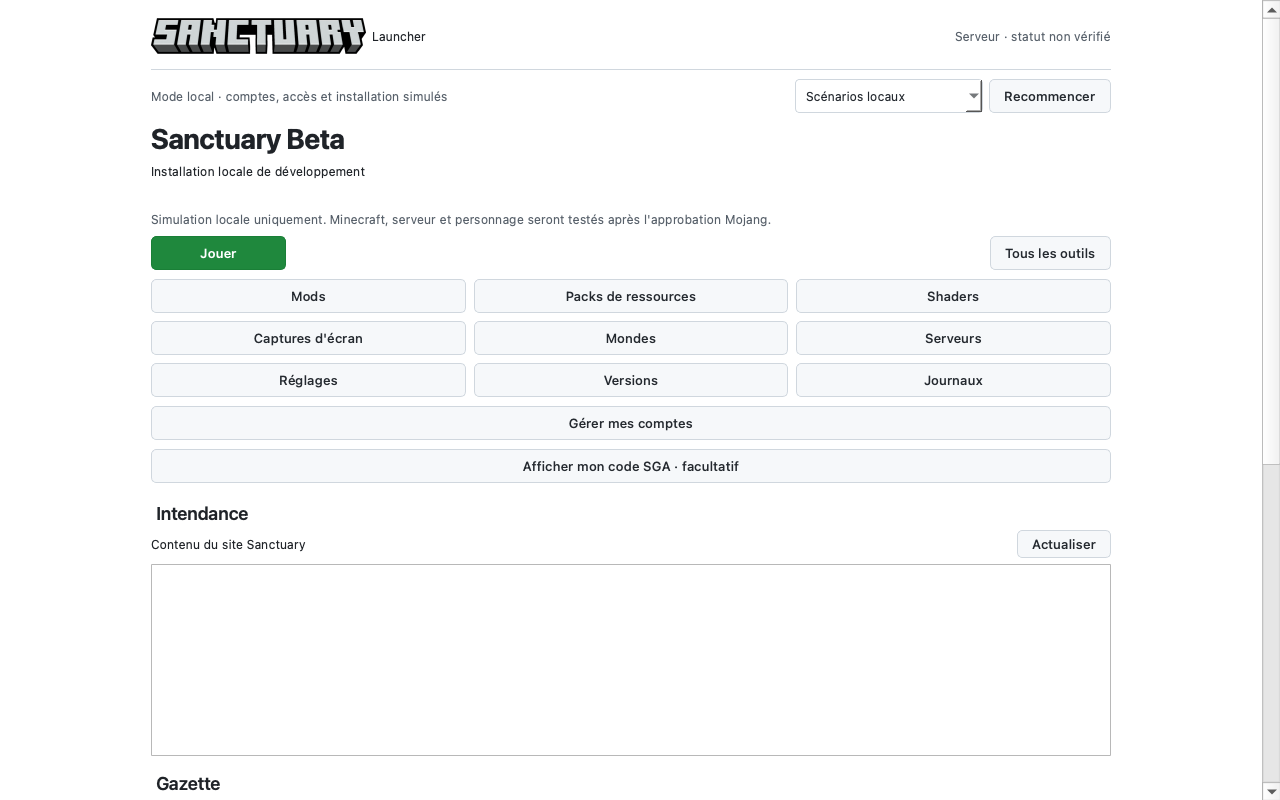 SANCTUARY Launcher
Serveur · statut non vérifié
Mode local · comptes, accès et installation simulés
Scénarios locaux
Recommencer
Sanctuary Beta
Installation locale de développement
Simulation locale uniquement. Minecraft, serveur et personnage seront testés après l'approbation Mojang.
Jouer
Tous les outils
Mods
Packs de ressources
Shaders
Captures d'écran
Mondes
Serveurs
Réglages
Versions
Journaux
Gérer mes comptes
Afficher mon code SGA · facultatif
Intendance
Contenu du site Sanctuary
Actualiser
Gazette